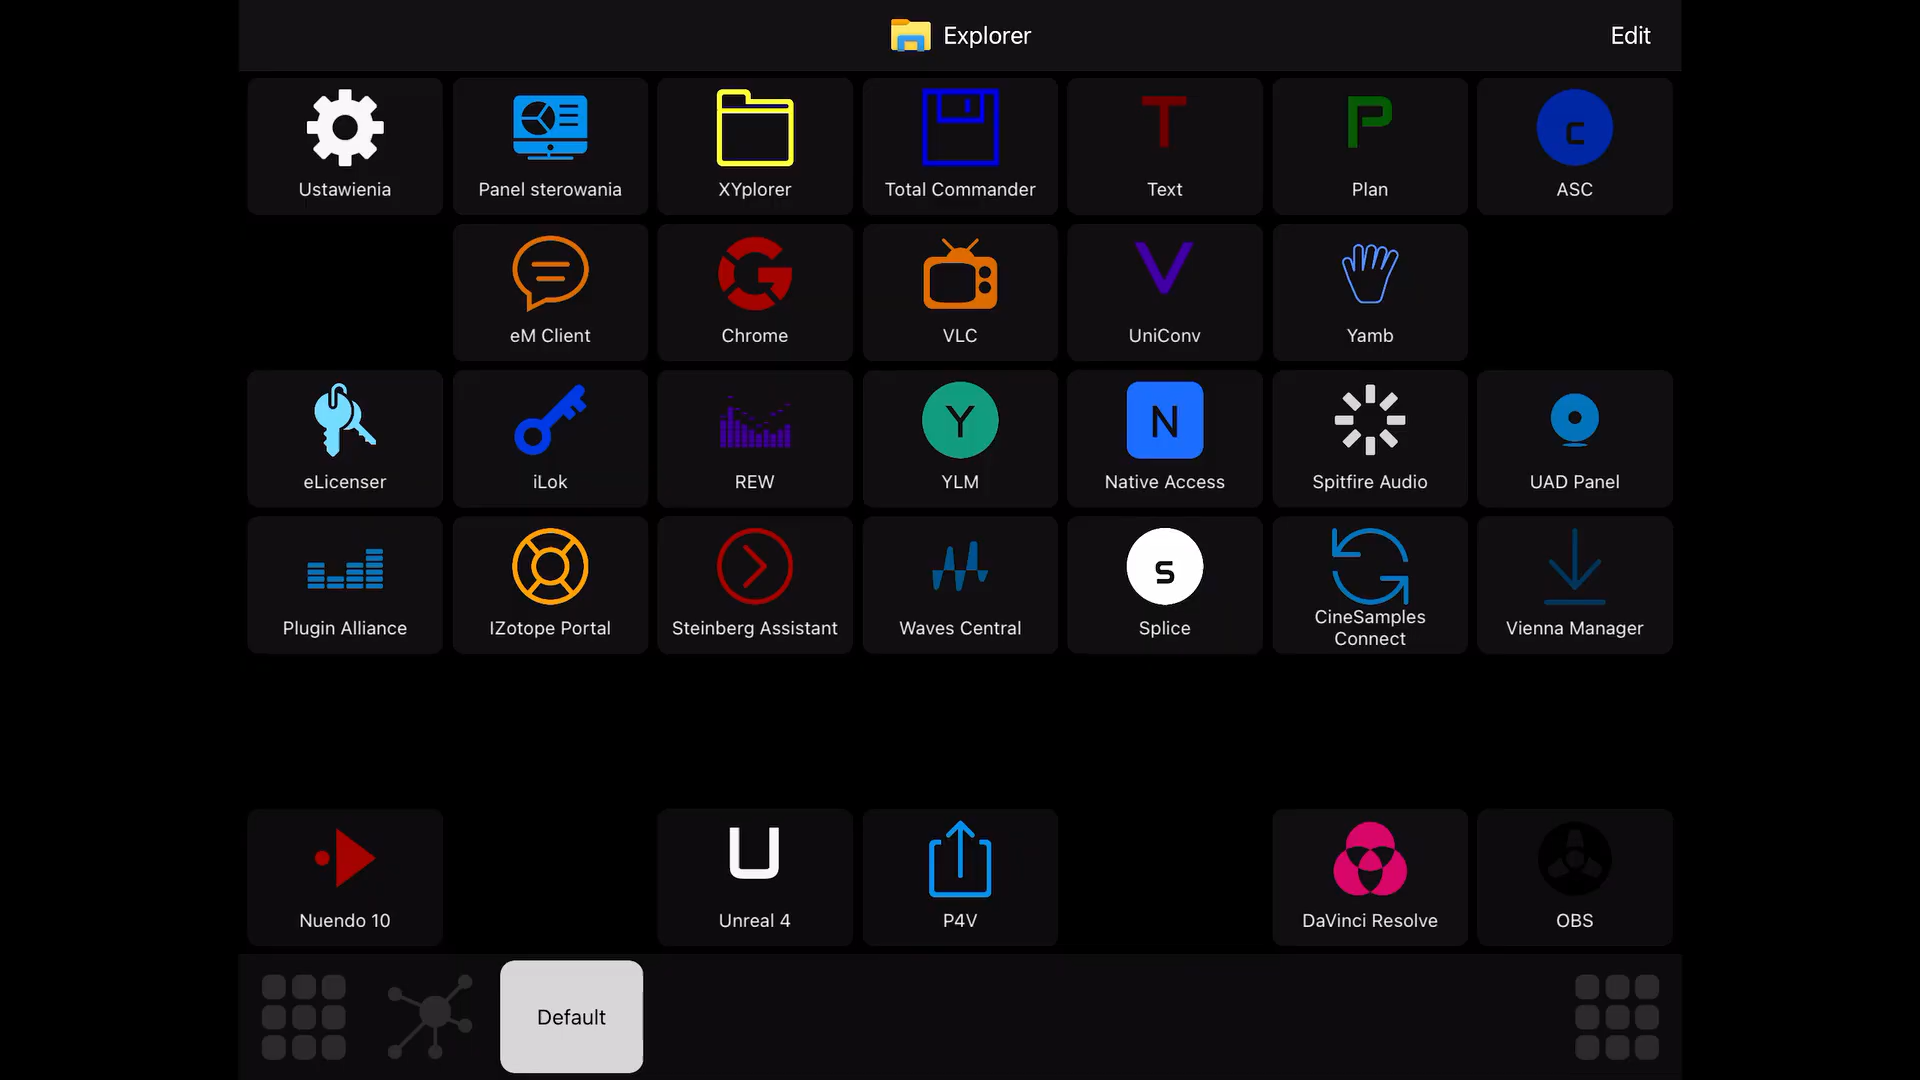 Explorer
Edit
T
P
c
Ustawienia
Panel sterowania
XYplorer
Total Commander
Text
Plan
ASC
G
V
eM Client
Chrome
VLC
UniConv
Yamb
Y
N
eLicenser
iLok
REW
YLM
Native Access
Spitfire Audio
UAD Panel
s
Plugin Alliance
IZotope Portal
Steinberg Assistant
Waves Central
Splice
CineSamples
Connect
Vienna Manager
U
Nuendo 10
Unreal 4
P4V
DaVinci Resolve
OBS
Default